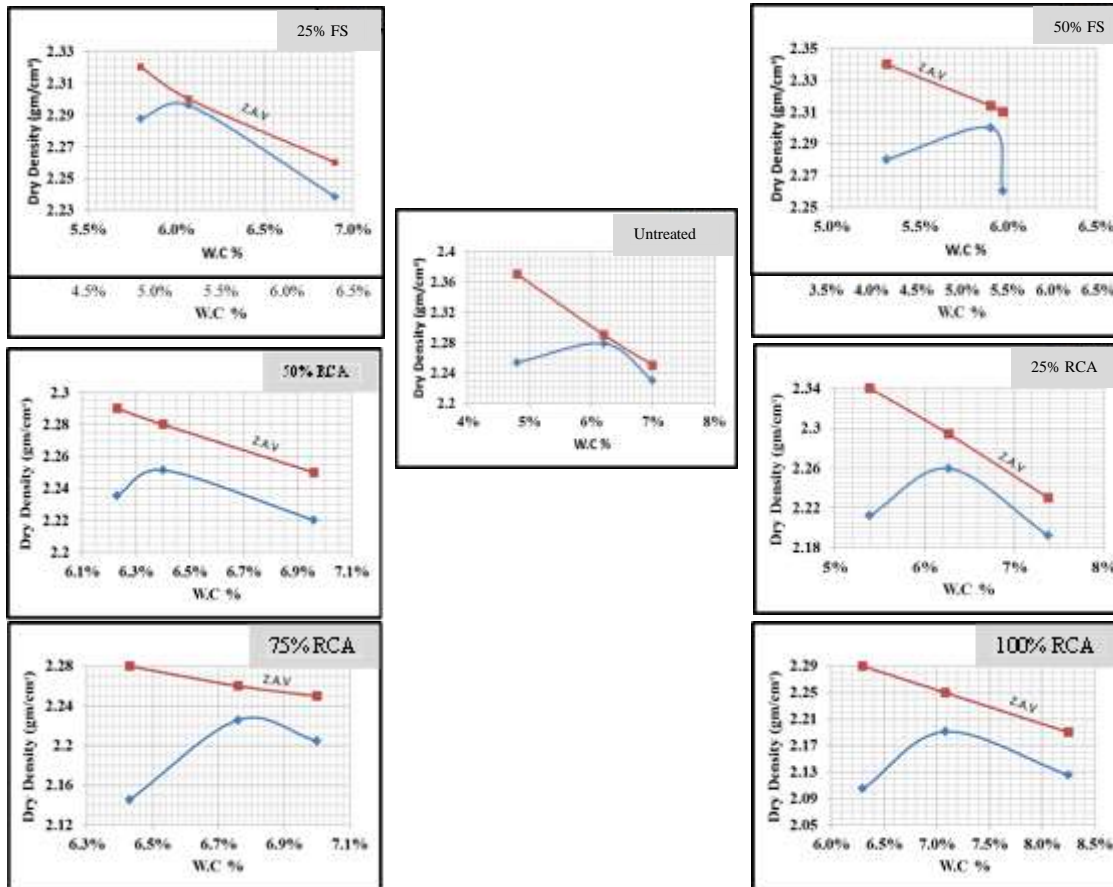 25% FS
Dry Density (gm/cm³)
2.33
2.31
2.29
2.27
2.25
2.23
Z.A.V
5.5% 6.0% 6.5% 7.0%
W.C %
4.5% 5.0% 5.5% 6.0% 6.5%
W.C %
50% FS
Dry Density (gm/cm³)
2.35
2.33
2.31
2.29
2.27
2.25
Z.A.V
5.0% 5.5% 6.0% 6.5%
W.C %
3.5% 4.0% 4.5% 5.0% 5.5% 6.0% 6.5%
W.C %
Untreated
Dry Density (gm/cm³)
2.4
2.36
2.32
2.28
2.24
2.2
4% 5% 6% 7% 8%
W.C %
50% RCA
Dry Density (gm/cm³)
2.3
2.28
2.26
2.24
2.22
2.2
Z.A.V
6.1% 6.3% 6.5% 6.7% 6.9% 7.1%
W.C %
25% RCA
Dry Density (gm/cm³)
2.34
2.3
2.26
2.22
2.18
Z.A.V
5% 6% 7% 8%
W.C %
75% RCA
Dry Density (gm/cm³)
2.28
2.24
2.2
2.16
2.12
Z.A.V
6.3% 6.5% 6.7% 6.9% 7.1%
W.C %
100% RCA
Dry Density (gm/cm³)
2.29
2.25
2.21
2.17
2.13
2.09
2.05
Z.A.V
6.0% 6.5% 7.0% 7.5% 8.0% 8.5%
W.C %